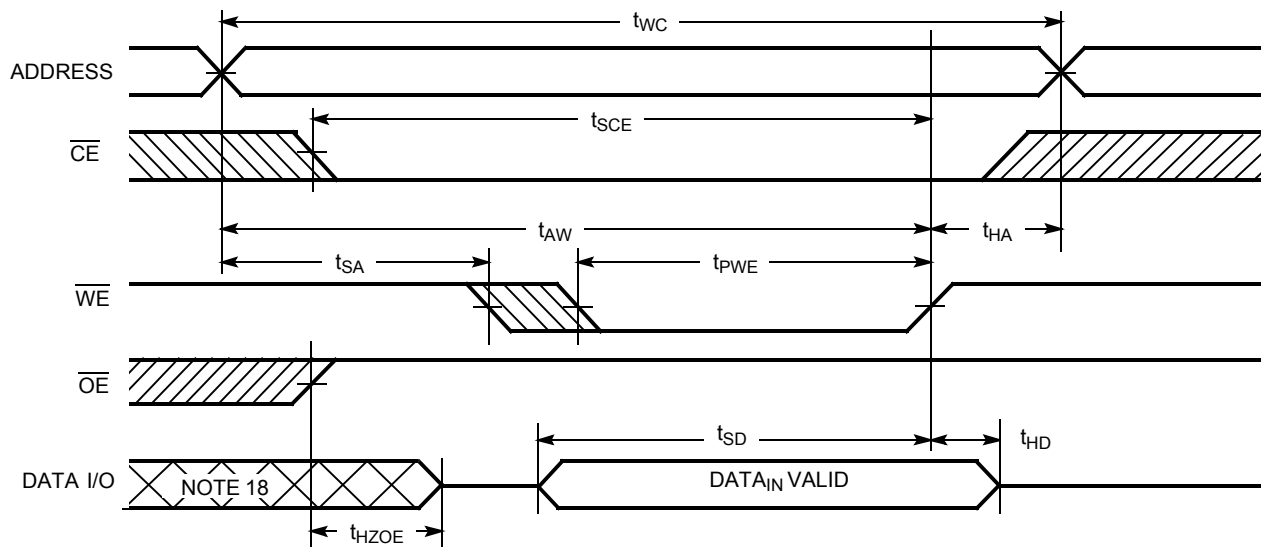 tWC
ADDRESS
tSCE
CE
tAW
tHA
tSA
tPWE
WE
OE
tSD
tHD
DATA I/O
NOTE 18
DATAIN VALID
tHZOE